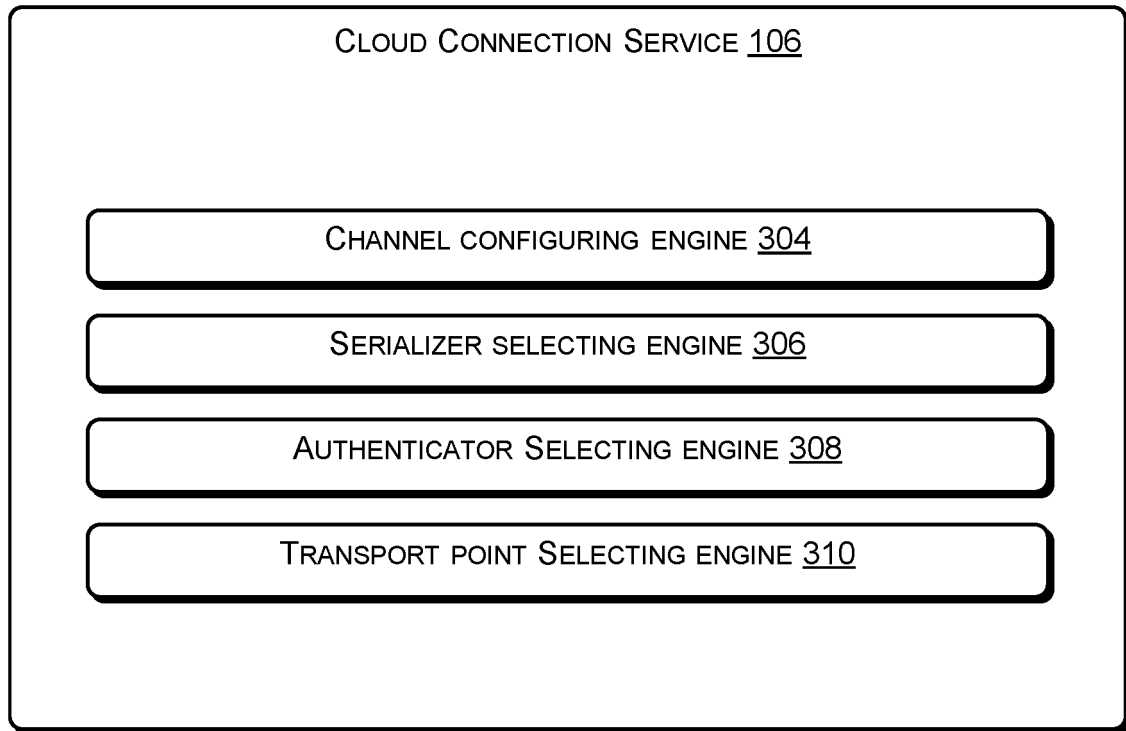 CLOUD CONNECTION SERVICE 106
CHANNEL CONFIGURING ENGINE 304
SERIALIZER SELECTING ENGINE 306
AUTHENTICATOR SELECTING ENGINE 308
TRANSPORT POINT SELECTING ENGINE 310